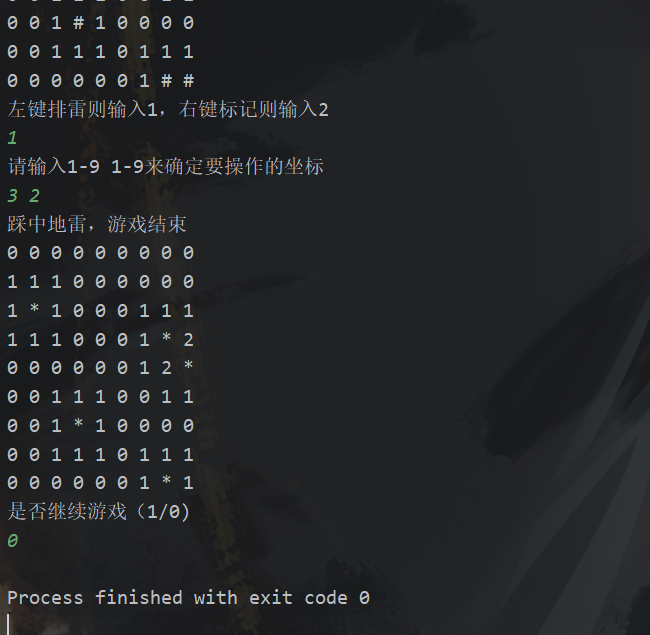 0 0 1 # 1 0 0 0 0
0 0 1 1 1 0 1 1 1
0 0 0 0 0 0 1 # #
左键排雷则输入1，右键标记则输入2
1
请输入1-9 1-9来确定要操作的坐标
3 2
踩中地雷，游戏结束
0 0 0 0 0 0 0 0 0
1 1 1 0 0 0 0 0 0
1 * 1 0 0 0 1 1 1
1 1 1 0 0 0 1 * 2
0 0 0 0 0 0 1 2 *
0 0 1 1 1 0 0 1 1
0 0 1 * 1 0 0 0 0
0 0 1 1 1 0 1 1 1
0 0 0 0 0 0 1 * 1
是否继续游戏（1/0)
0
Process finished with exit code 0